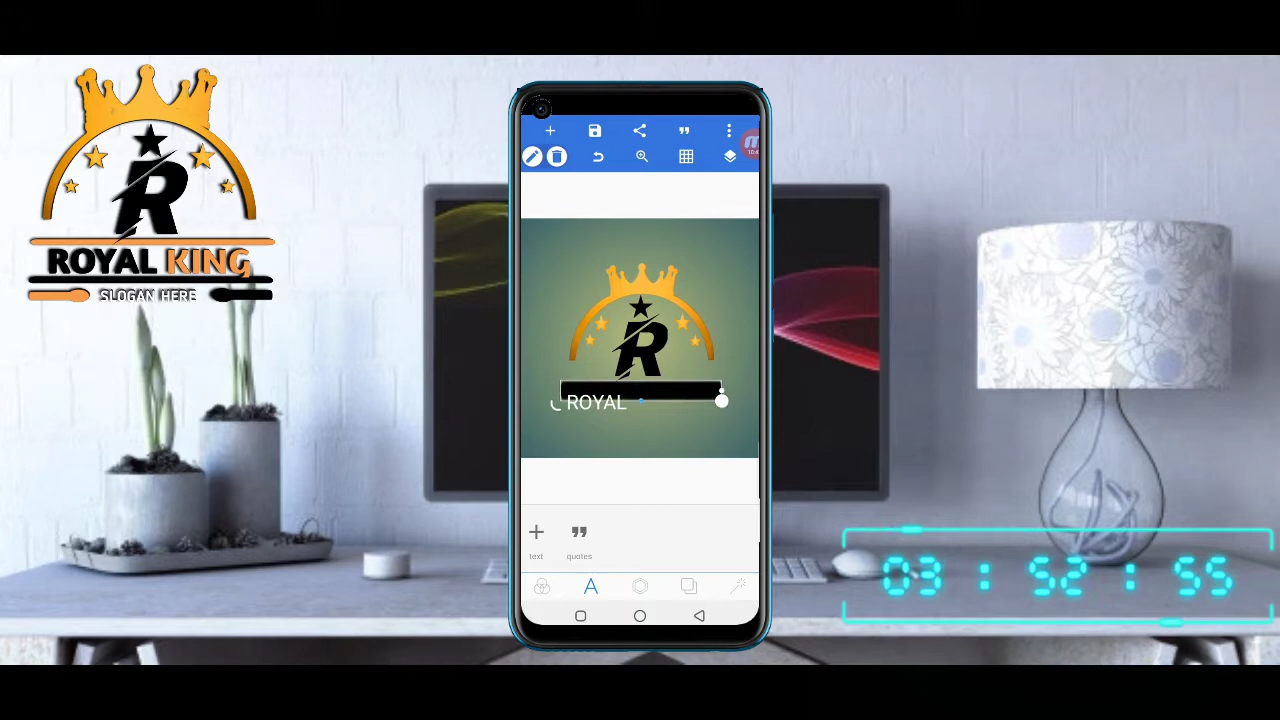 R
ROYAL KING
SLOGAN HERE
R
ROYAL
text
quotes
A
03 : 52 : 55